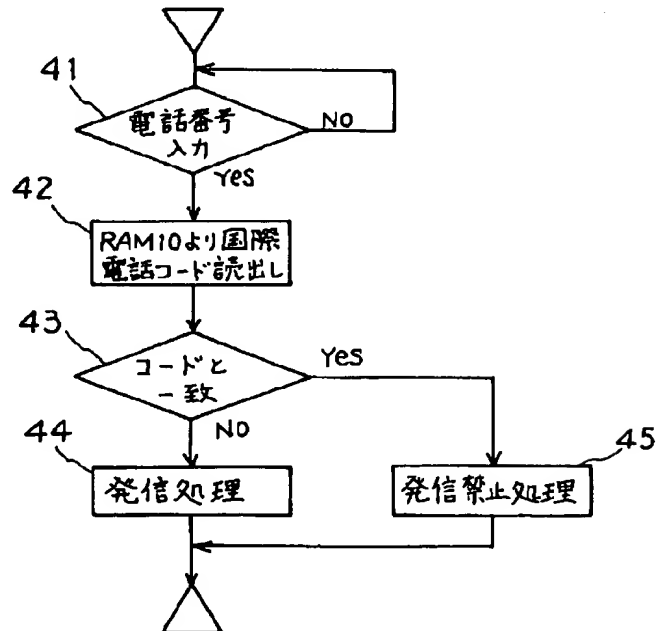 41
電話番号
入力
NO
Yes
42
RAM10より国際
電話コード読出し
43
コードと
一致
Yes
NO
44
発信処理
45
発信禁止処理